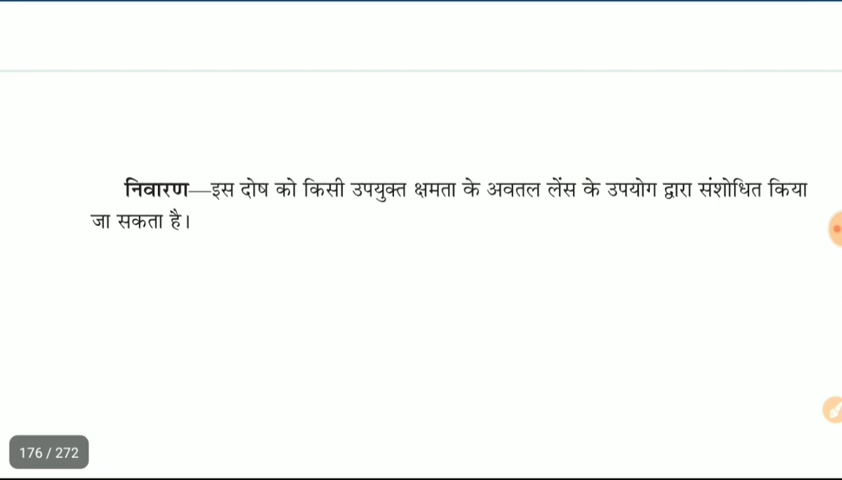 निवारण—इस दोष को किसी उपयुक्त क्षमता के अवतल लेंस के उपयोग द्वारा संशोधित किया
जा सकता है।
176 / 272